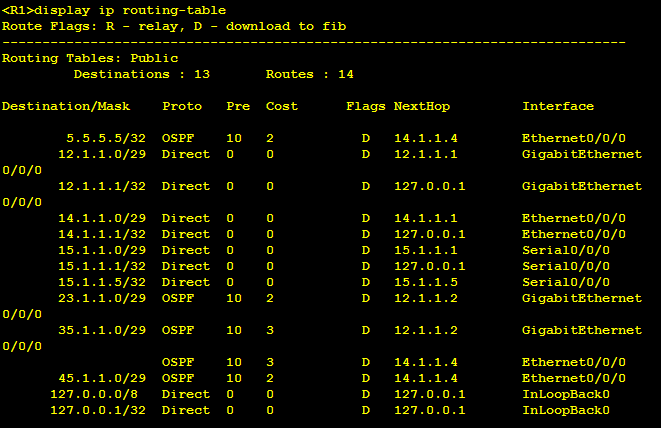 <R1>display ip routing-table
Route Flags: R - relay, D - download to fib
------------------------------------------------------------------------------
Routing Tables: Public
         Destinations : 13       Routes : 14

Destination/Mask    Proto  Pre  Cost      Flags NextHop         Interface

        5.5.5.5/32  OSPF   10   2           D   14.1.1.4        Ethernet0/0/0
       12.1.1.0/29  Direct 0    0           D   12.1.1.1        GigabitEthernet
0/0/0
       12.1.1.1/32  Direct 0    0           D   127.0.0.1       GigabitEthernet
0/0/0
       14.1.1.0/29  Direct 0    0           D   14.1.1.1        Ethernet0/0/0
       14.1.1.1/32  Direct 0    0           D   127.0.0.1       Ethernet0/0/0
       15.1.1.0/29  Direct 0    0           D   15.1.1.1        Serial0/0/0
       15.1.1.1/32  Direct 0    0           D   127.0.0.1       Serial0/0/0
       15.1.1.5/32  Direct 0    0           D   15.1.1.5        Serial0/0/0
       23.1.1.0/29  OSPF   10   2           D   12.1.1.2        GigabitEthernet
0/0/0
       35.1.1.0/29  OSPF   10   3           D   12.1.1.2        GigabitEthernet
0/0/0
                    OSPF   10   3           D   14.1.1.4        Ethernet0/0/0
       45.1.1.0/29  OSPF   10   2           D   14.1.1.4        Ethernet0/0/0
      127.0.0.0/8   Direct 0    0           D   127.0.0.1       InLoopBack0
      127.0.0.1/32  Direct 0    0           D   127.0.0.1       InLoopBack0